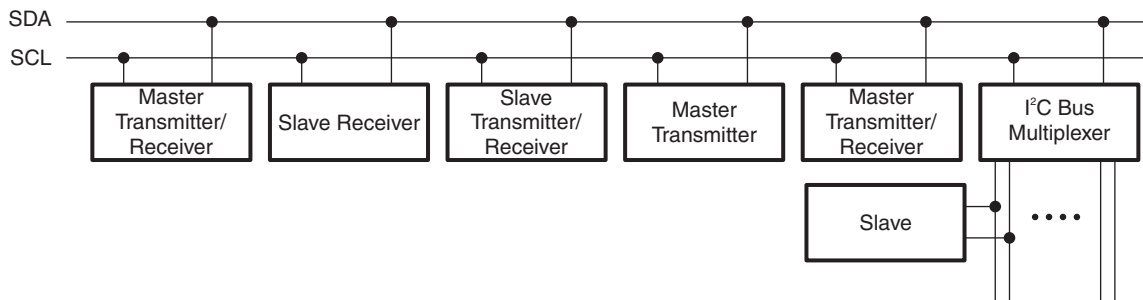 SDA
SCL
Master
Transmitter/
Receiver
Slave Receiver
Slave
Transmitter/
Receiver
Master
Transmitter
Master
Transmitter/
Receiver
I²C Bus
Multiplexer
Slave